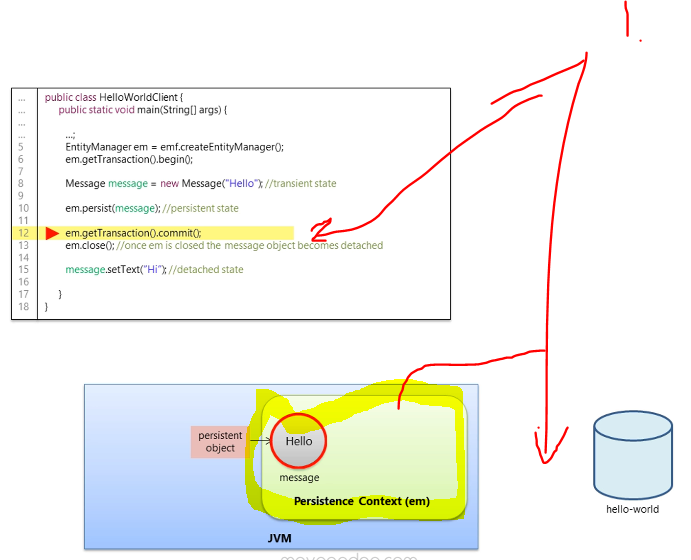 1.
... public class HelloWorldClient {
... public static void main(String[] args) {
...
... ...;
5 EntityManager em = emf.createEntityManager();
6 em.getTransaction().begin();
7
8 Message message = new Message("Hello"); //transient state
9
10 em.persist(message); //persistent state
11
12 em.getTransaction().commit();
13 em.close(); //once em is closed the message object becomes detached
14
15 message.setText("Hi"); //detached state
16
17 }
18 }
persistent
object
Hello
message
Persistence Context (em)
JVM
hello-world